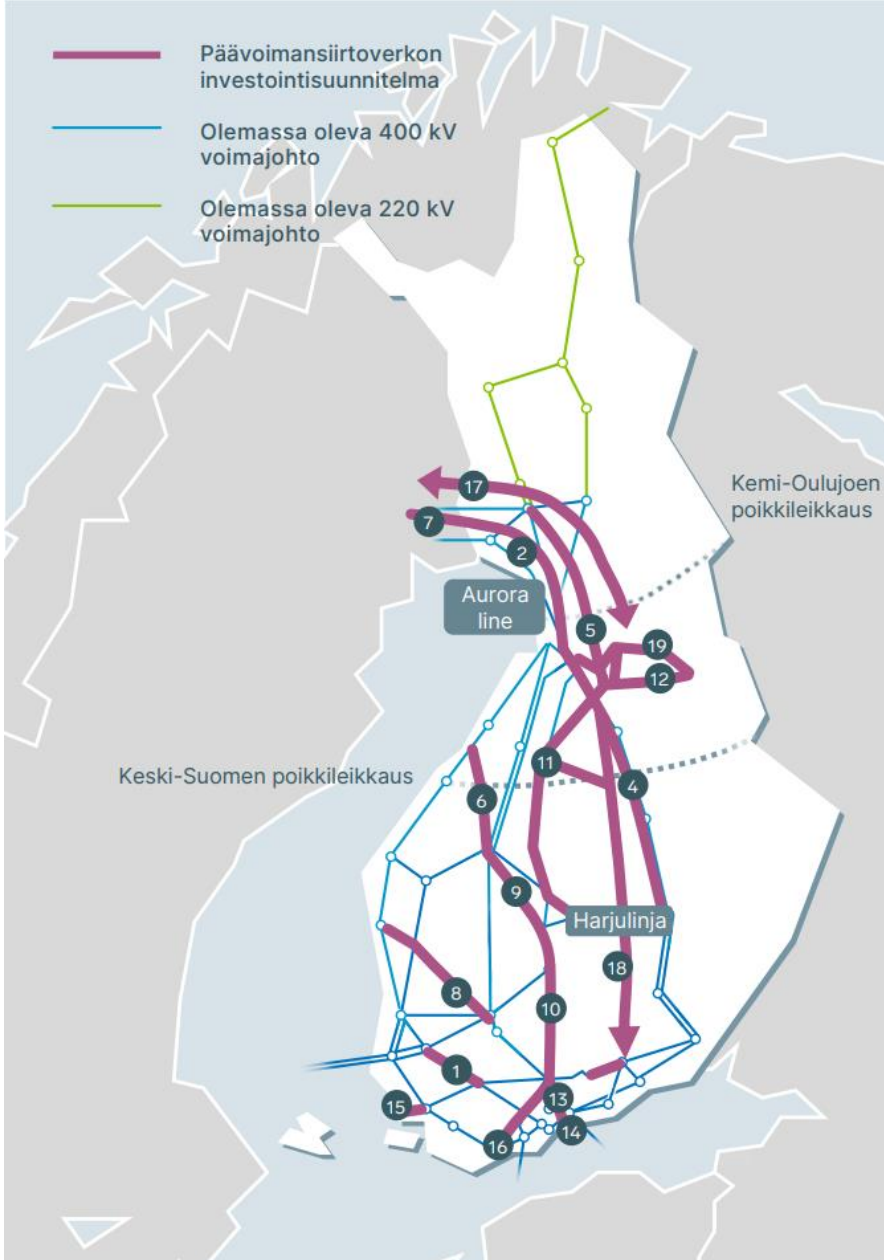 Päävoimansiirtoverkon
investointisuunnitelma
Olemassa oleva 400 kV
voimajohto
Olemassa oleva 220 kV
voimajohto
17
Kemi-Oulujoen
poikkileikkaus
7
2
Aurora
line
5
19
12
11
Keski-Suomen poikkileikkaus
4
6
9
Harjulinja
18
8
10
1
13
15
14
16